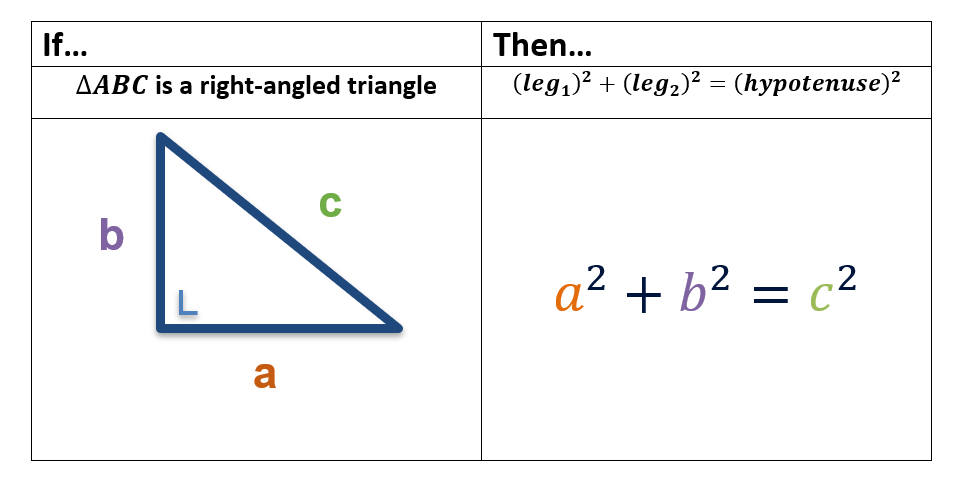 If...
Then...
ΔABC is a right-angled triangle
(leg₁)² + (leg₂)² = (hypotenuse)²
b
c
a
a² + b² = c²